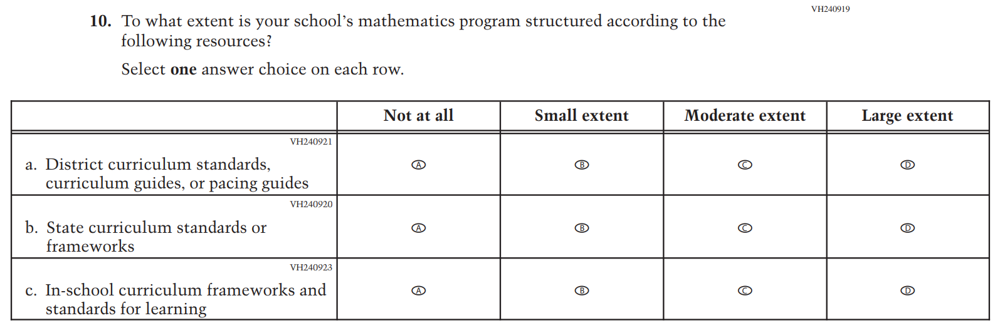 VH240919
10. To what extent is your school’s mathematics program structured according to the
following resources?
Select one answer choice on each row.
Not at all Small extent Moderate extent Large extent
VH240921
a. District curriculum standards,
curriculum guides, or pacing guides
A B C D
VH240920
b. State curriculum standards or
frameworks
A B C D
VH240923
c. In-school curriculum frameworks and
standards for learning
A B C D